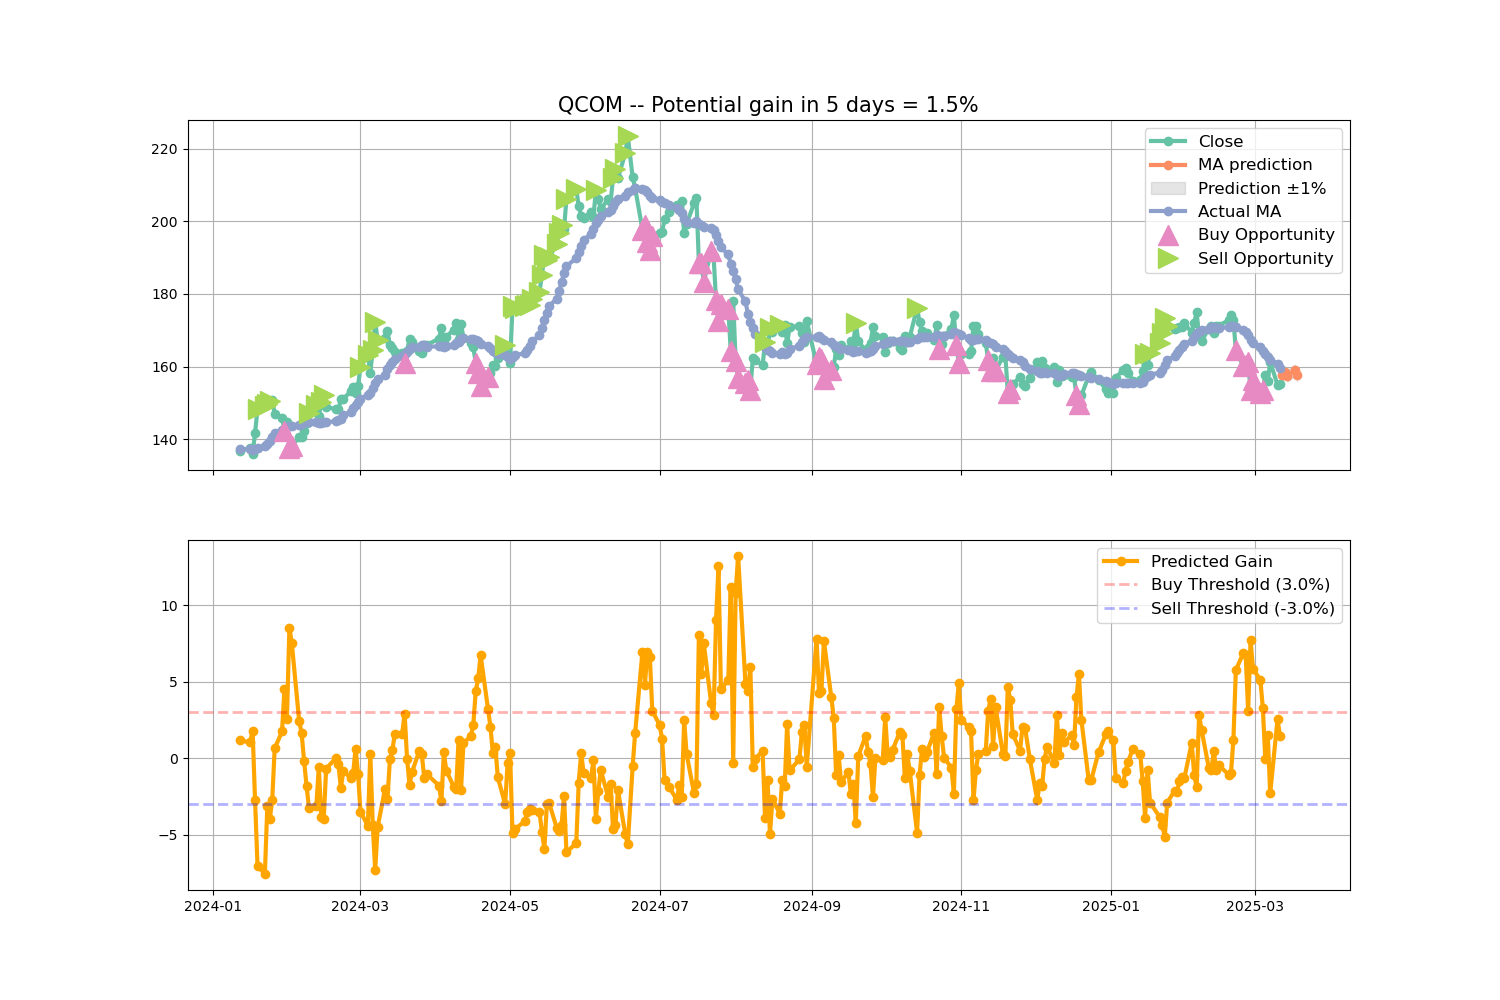 QCOM -- Potential gain in 5 days = 1.5%
220
200
180
160
140
Close
MA prediction
Prediction ±1%
Actual MA
Buy Opportunity
Sell Opportunity
10
5
0
−5
Predicted Gain
Buy Threshold (3.0%)
Sell Threshold (-3.0%)
2024-01 2024-03 2024-05 2024-07 2024-09 2024-11 2025-01 2025-03